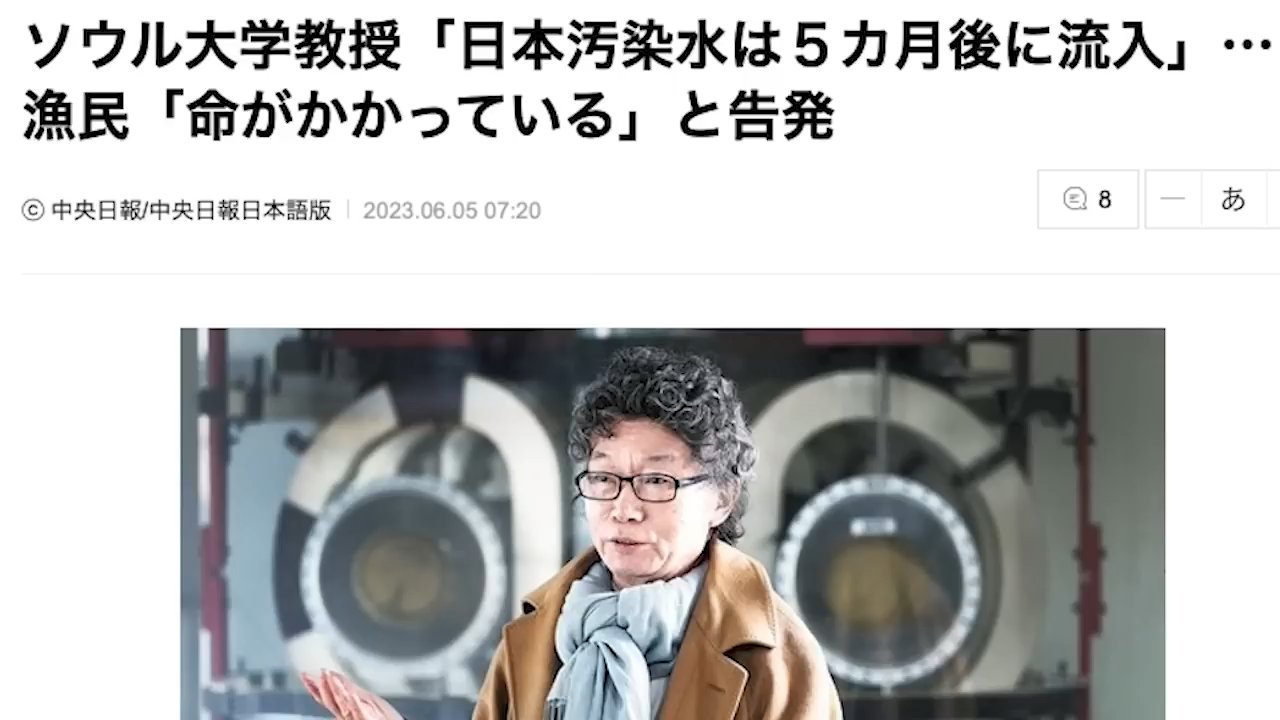 ソウル大学教授「日本汚染水は５カ月後に流入」…
漁民「命がかかっている」と告発
ⓒ 中央日報/中央日報日本語版 | 2023.06.05 07:20
8
— あ